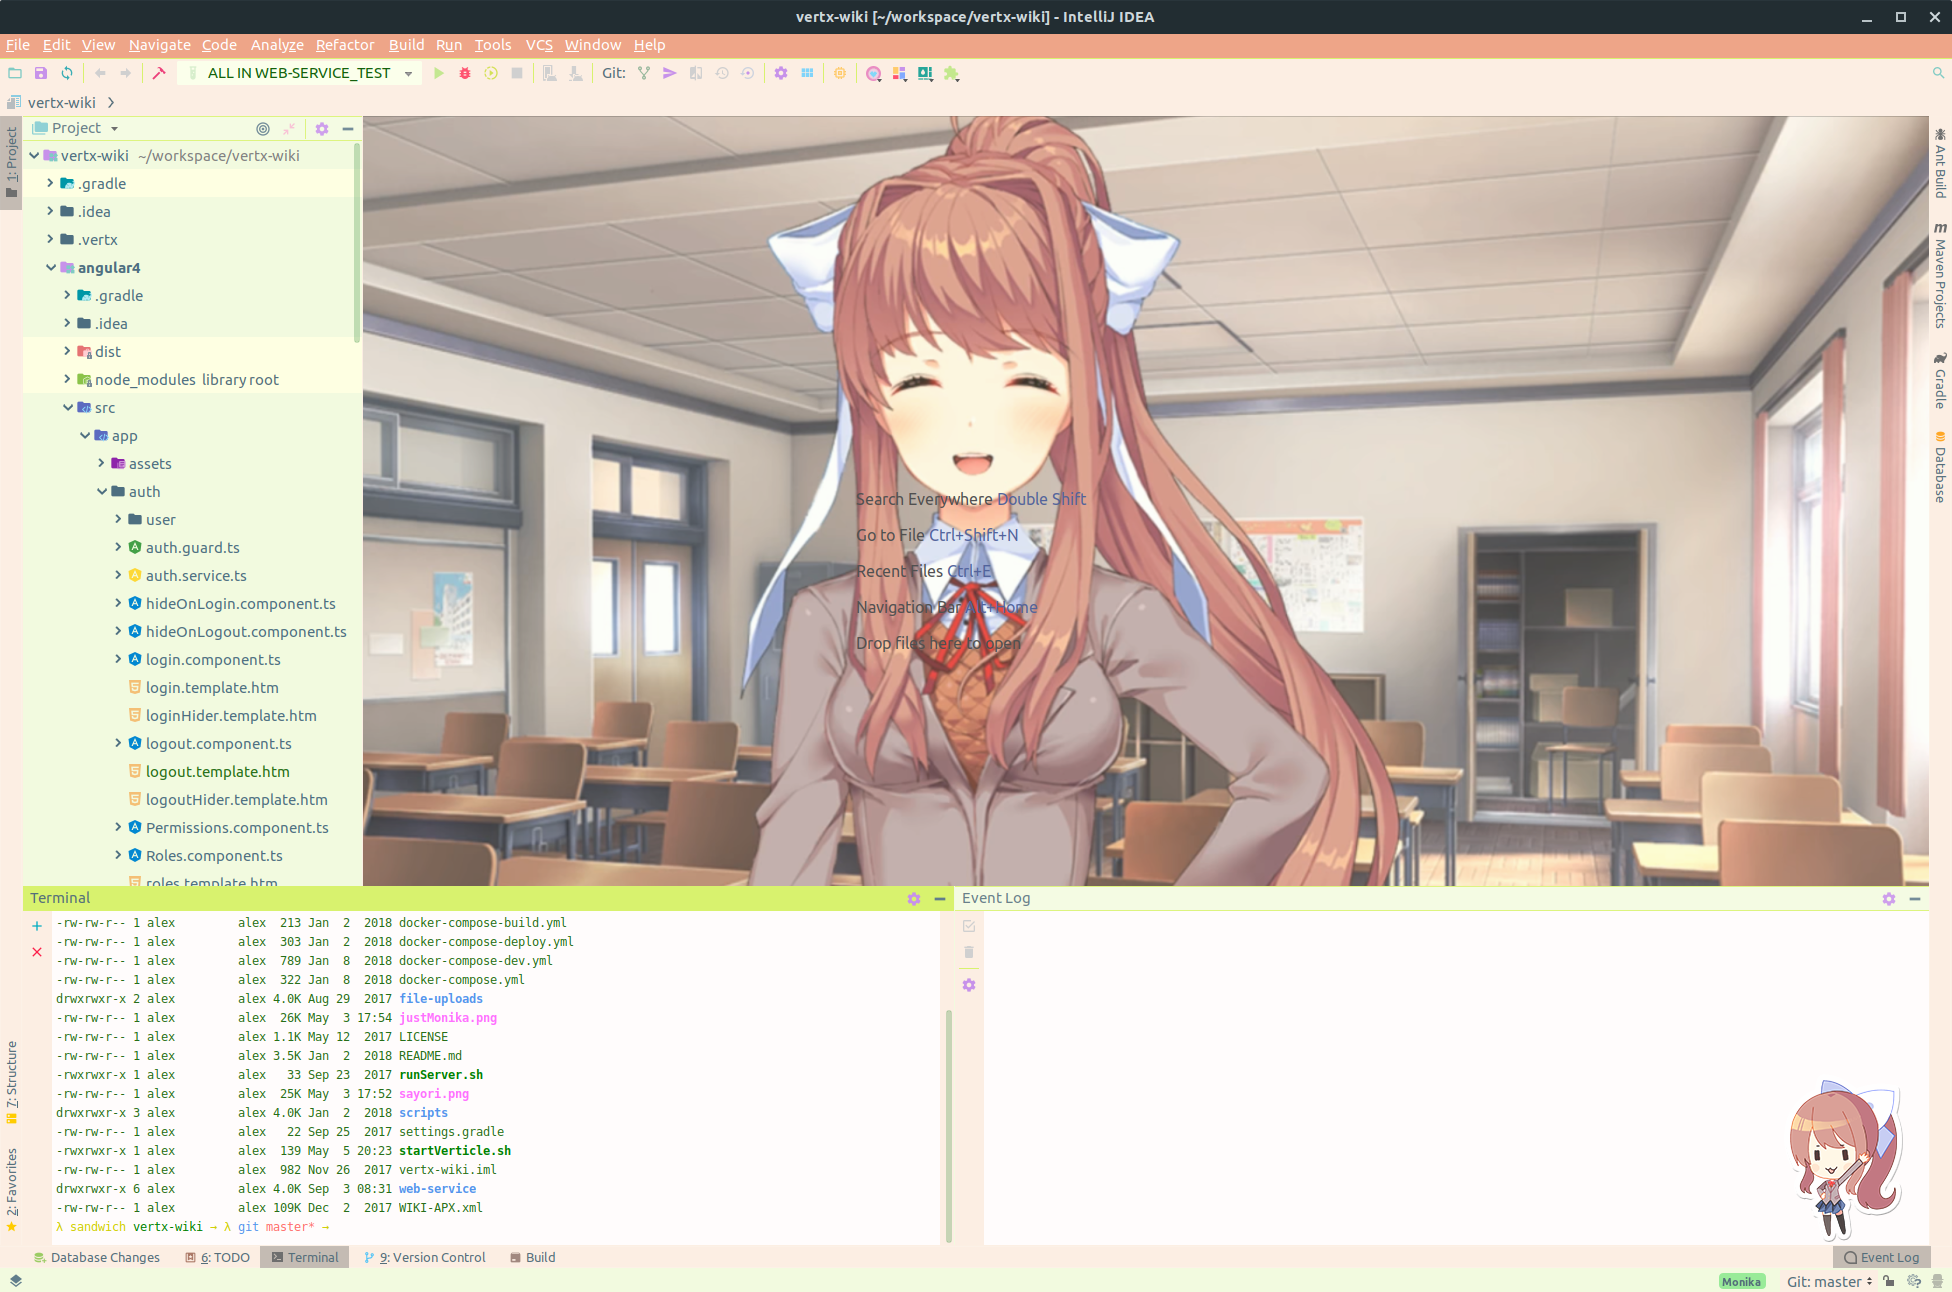 vertx-wiki [~/workspace/vertx-wiki] - IntelliJ IDEA
File Edit View Navigate Code Analyze Refactor Build Run Tools VCS Window Help
ALL IN WEB-SERVICE_TEST Git:
vertx-wiki
1: Project
Project
vertx-wiki ~/workspace/vertx-wiki
.gradle
.idea
.vertx
angular4
.gradle
.idea
dist
node_modules library root
src
app
assets
auth
user
auth.guard.ts
auth.service.ts
hideOnLogin.component.ts
hideOnLogout.component.ts
login.component.ts
login.template.htm
loginHider.template.htm
logout.component.ts
logout.template.htm
logoutHider.template.htm
Permissions.component.ts
Roles.component.ts
roles.template.htm
Search Everywhere Double Shift
Go to File Ctrl+Shift+N
Recent Files Ctrl+E
Navigation Bar Alt+Home
Drop files here to open
Ant Build
Maven Projects
Gradle
Database
7: Structure
2: Favorites
Terminal
-rw-rw-r-- 1 alex alex 213 Jan 2 2018 docker-compose-build.yml
-rw-rw-r-- 1 alex alex 303 Jan 2 2018 docker-compose-deploy.yml
-rw-rw-r-- 1 alex alex 789 Jan 8 2018 docker-compose-dev.yml
-rw-rw-r-- 1 alex alex 322 Jan 8 2018 docker-compose.yml
drwxrwxr-x 2 alex alex 4.0K Aug 29 2017 file-uploads
-rw-rw-r-- 1 alex alex 26K May 3 17:54 justMonika.png
-rw-rw-r-- 1 alex alex 1.1K May 12 2017 LICENSE
-rw-rw-r-- 1 alex alex 3.5K Jan 2 2018 README.md
-rwxrwxr-x 1 alex alex 33 Sep 23 2017 runServer.sh
-rw-rw-r-- 1 alex alex 25K May 3 17:52 sayori.png
drwxrwxr-x 3 alex alex 4.0K Jan 2 2018 scripts
-rw-rw-r-- 1 alex alex 22 Sep 25 2017 settings.gradle
-rwxrwxr-x 1 alex alex 139 May 5 20:23 startVerticle.sh
-rw-rw-r-- 1 alex alex 982 Nov 26 2017 vertx-wiki.iml
drwxrwxr-x 6 alex alex 4.0K Sep 3 08:31 web-service
-rw-rw-r-- 1 alex alex 109K Dec 2 2017 WIKI-APX.xml
λ sandwich vertx-wiki → λ git master* →
Event Log
Database Changes 6: TODO Terminal 9: Version Control Build Event Log
Monika Git: master